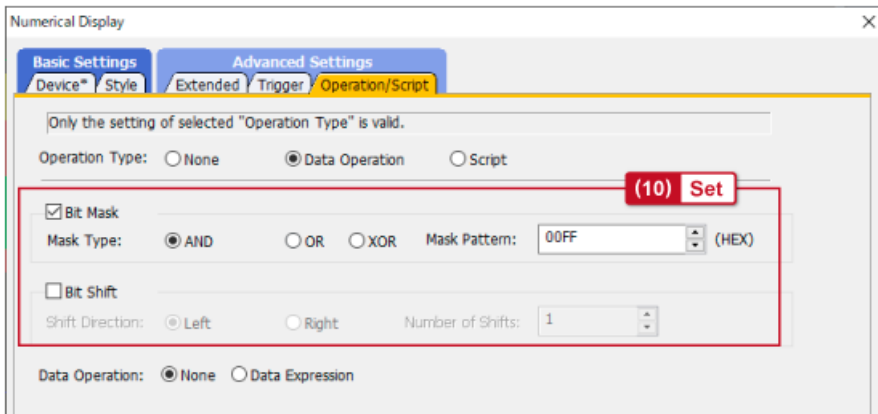 Numerical Display
Basic Settings Advanced Settings
Device* Style Extended Trigger Operation/Script
Only the setting of selected "Operation Type" is valid.
Operation Type: None Data Operation Script
(10) Set
Bit Mask
Mask Type: AND OR XOR Mask Pattern: 00FF (HEX)
Bit Shift
Shift Direction: Left Right Number of Shifts: 1
Data Operation: None Data Expression